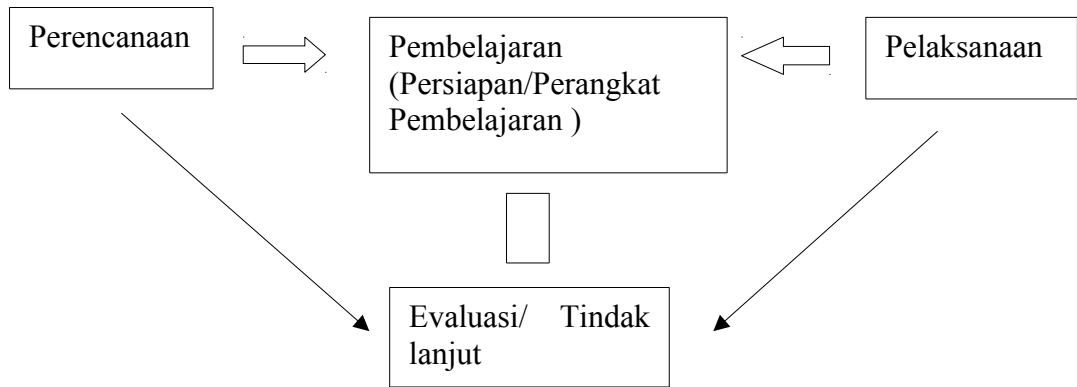 Perencanaan
Pembelajaran
(Persiapan/Perangkat
Pembelajaran )
Pelaksanaan
Evaluasi/ Tindak
lanjut